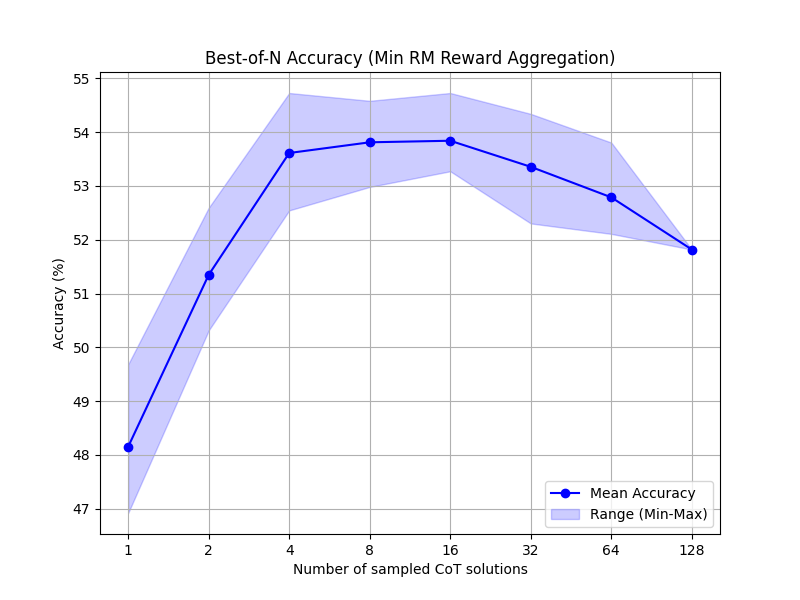 Best-of-N Accuracy (Min RM Reward Aggregation)
55
54
53
52
51
50
49
48
47
Accuracy (%)
1 2 4 8 16 32 64 128
Number of sampled CoT solutions
Mean Accuracy
Range (Min-Max)